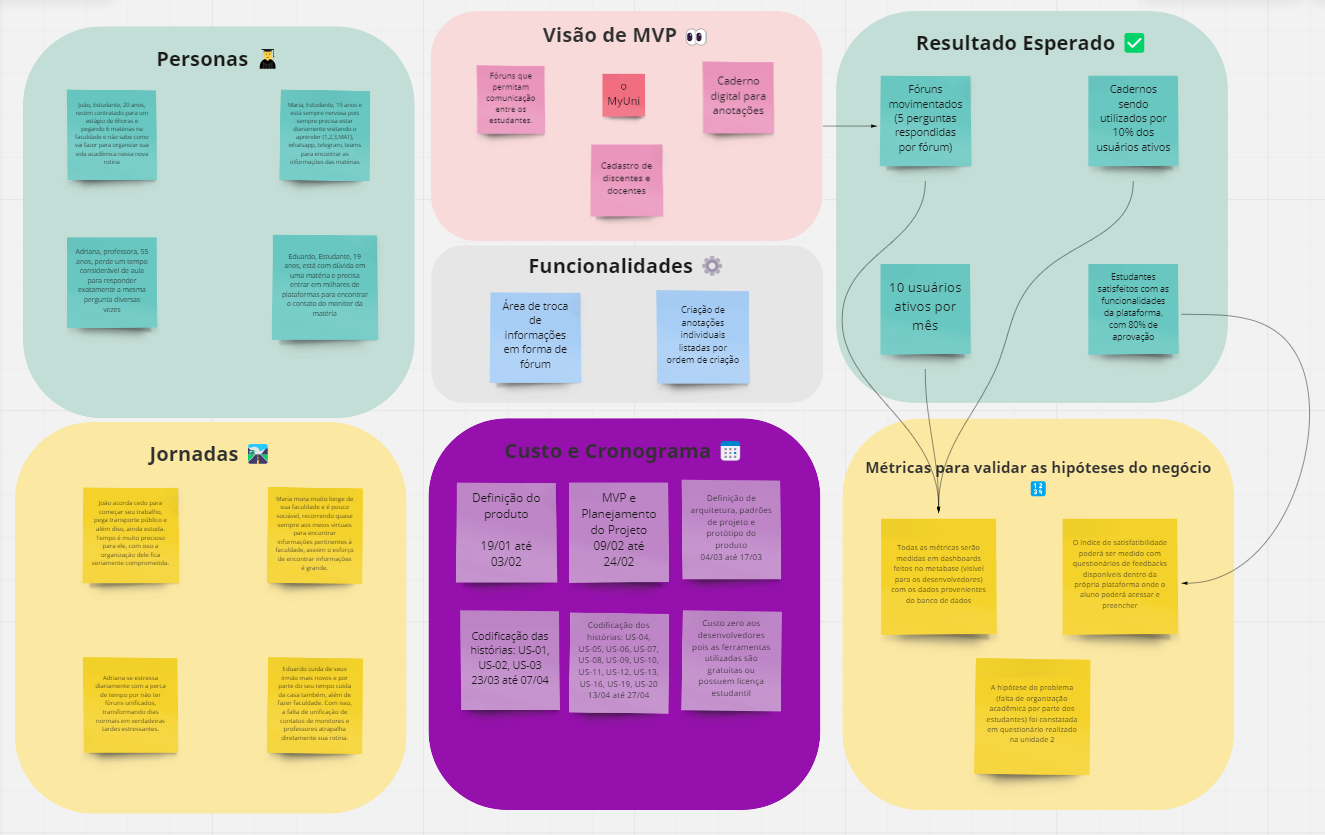 Personas
João, Estudante, 20 anos,
recém contratado para um
estágio de 6horas e
pegando 6 matérias na
faculdade e não sabe como
vai fazer para organizar sua
vida acadêmica nessa nova
rotina
Maria, Estudante, 19 anos e
está sempre nervosa pois
sempre precisa estar
diariamente visitando o
aprender (1,2,3,MAT),
whatsapp, telegram, teams
para encontrar as
informações das matérias
Adriana, professora, 55
anos, perde um tempo
considerável de aula
para responder
exatamente a mesma
pergunta diversas
vezes
Eduardo, Estudante, 19
anos, está com dúvida em
uma matéria e precisa
entrar em milhares de
plataformas para encontrar
o contato do monitor da
matéria
Visão de MVP
Fóruns que
permitam
comunicação
entre os
estudantes.
o
MyUni
Caderno
digital para
anotações
Cadastro de
discentes e
docentes
Funcionalidades
Área de troca
de
informações
em forma de
fórum
Criação de
anotações
individuais
listadas por
ordem de criação
Resultado Esperado
Fóruns
movimentados
(5 perguntas
respondidas
por fórum)
Cadernos
sendo
utilizados por
10% dos
usuários ativos
10 usuários
ativos por
mês
Estudantes
satisfeitos com as
funcionalidades
da plataforma,
com 80% de
aprovação
Jornadas
João acorda cedo para
começar seu trabalho,
pega transporte público e
além diso, ainda estuda.
Tempo é muito precioso
para ele, com isso a
organização dele fica
seriamente comprometida.
Maria mora muito longe de
sua faculdade e é pouco
sociável, recorrendo quase
sempre aos meios virtuais
para encontrar
informações pertinentes à
faculdade, asssim o esforço
de encontrar informações
é grande.
Adriana se estressa
diariamente com a perca
de tempo por não ter
fóruns unificados,
transformando dias
normais em verdadeiras
tardes estressantes.
Eduardo cuida de seus
irmão mais novos e por
parte do seu tempo cuida
da casa também, além de
fazer faculdade. Com isso,
a falta de unificação de
contatos de monitores e
professores atrapalha
diretamente sua rotina.
Custo e Cronograma
Definição do
produto
19/01 até
03/02
MVP e
Planejamento
do Projeto
09/02 até
24/02
Definição de
arquitetura, padrões
de projeto e
protótipo do
produto
04/03 até 17/03
Codificação das
histórias: US-01,
US-02, US-03
23/03 até 07/04
Codificação dos
histórias: US-04,
US-05, US-06, US-07,
US-08, US-09, US-10,
US-11, US-12, US-13,
US-16, US-19, US-20
13/04 até 27/04
Custo zero aos
desenvolvedores
pois as ferramentas
utilizadas são
gratuitas ou
possuem licença
estudantil
Métricas para validar as hipóteses do negócio
Todas as métricas serão
medidas em dashboards
feitos no metabase (visível
para os desenvolvedores)
com os dados provenientes
do banco de dados
O índice de satisfatibilidade
poderá ser medido com
questionários de feedbacks
disponíveis dentro da
própria plataforma onde o
aluno poderá acessar e
preencher
A hipótese do problema
(falta de organização
acadêmica por parte dos
estudantes) foi constatada
em questionário realizado
na unidade 2